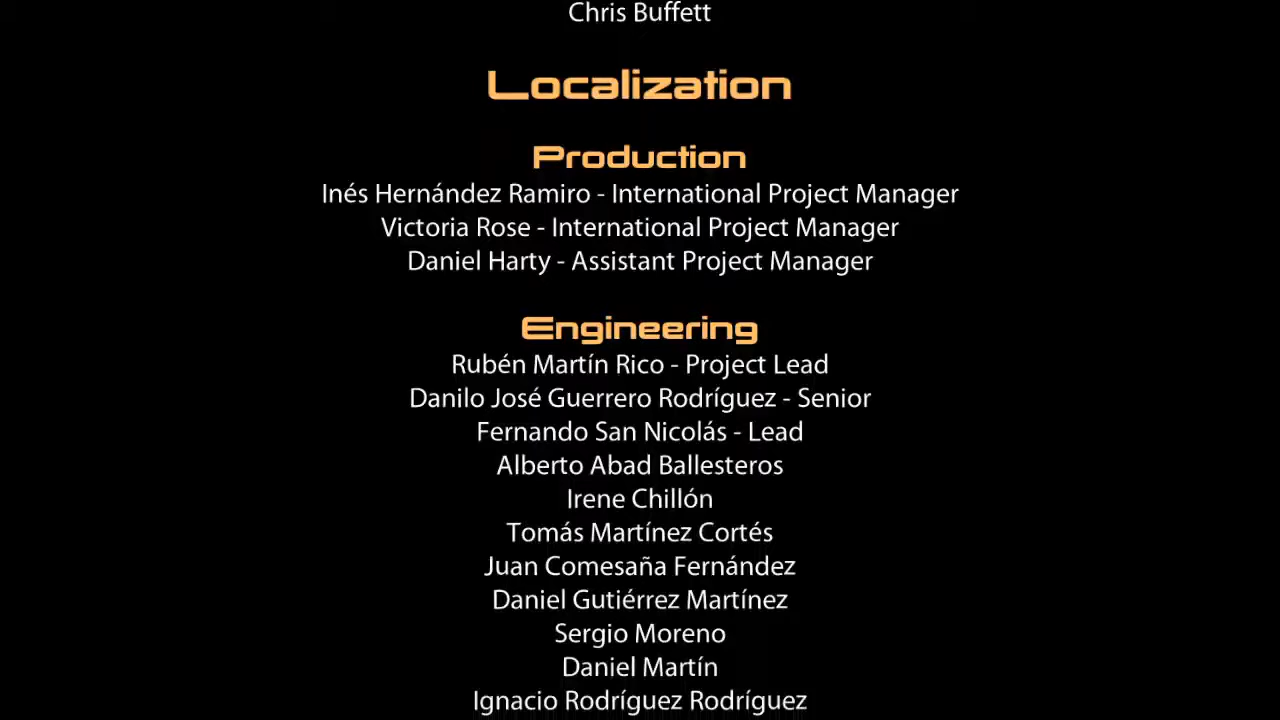 Chris Buffett
Localization
Production
Inés Hernández Ramiro - International Project Manager
Victoria Rose - International Project Manager
Daniel Harty - Assistant Project Manager
Engineering
Rubén Martín Rico - Project Lead
Danilo José Guerrero Rodríguez - Senior
Fernando San Nicolás - Lead
Alberto Abad Ballesteros
Irene Chillón
Tomás Martínez Cortés
Juan Comesaña Fernández
Daniel Gutiérrez Martínez
Sergio Moreno
Daniel Martín
Ignacio Rodríguez Rodríguez